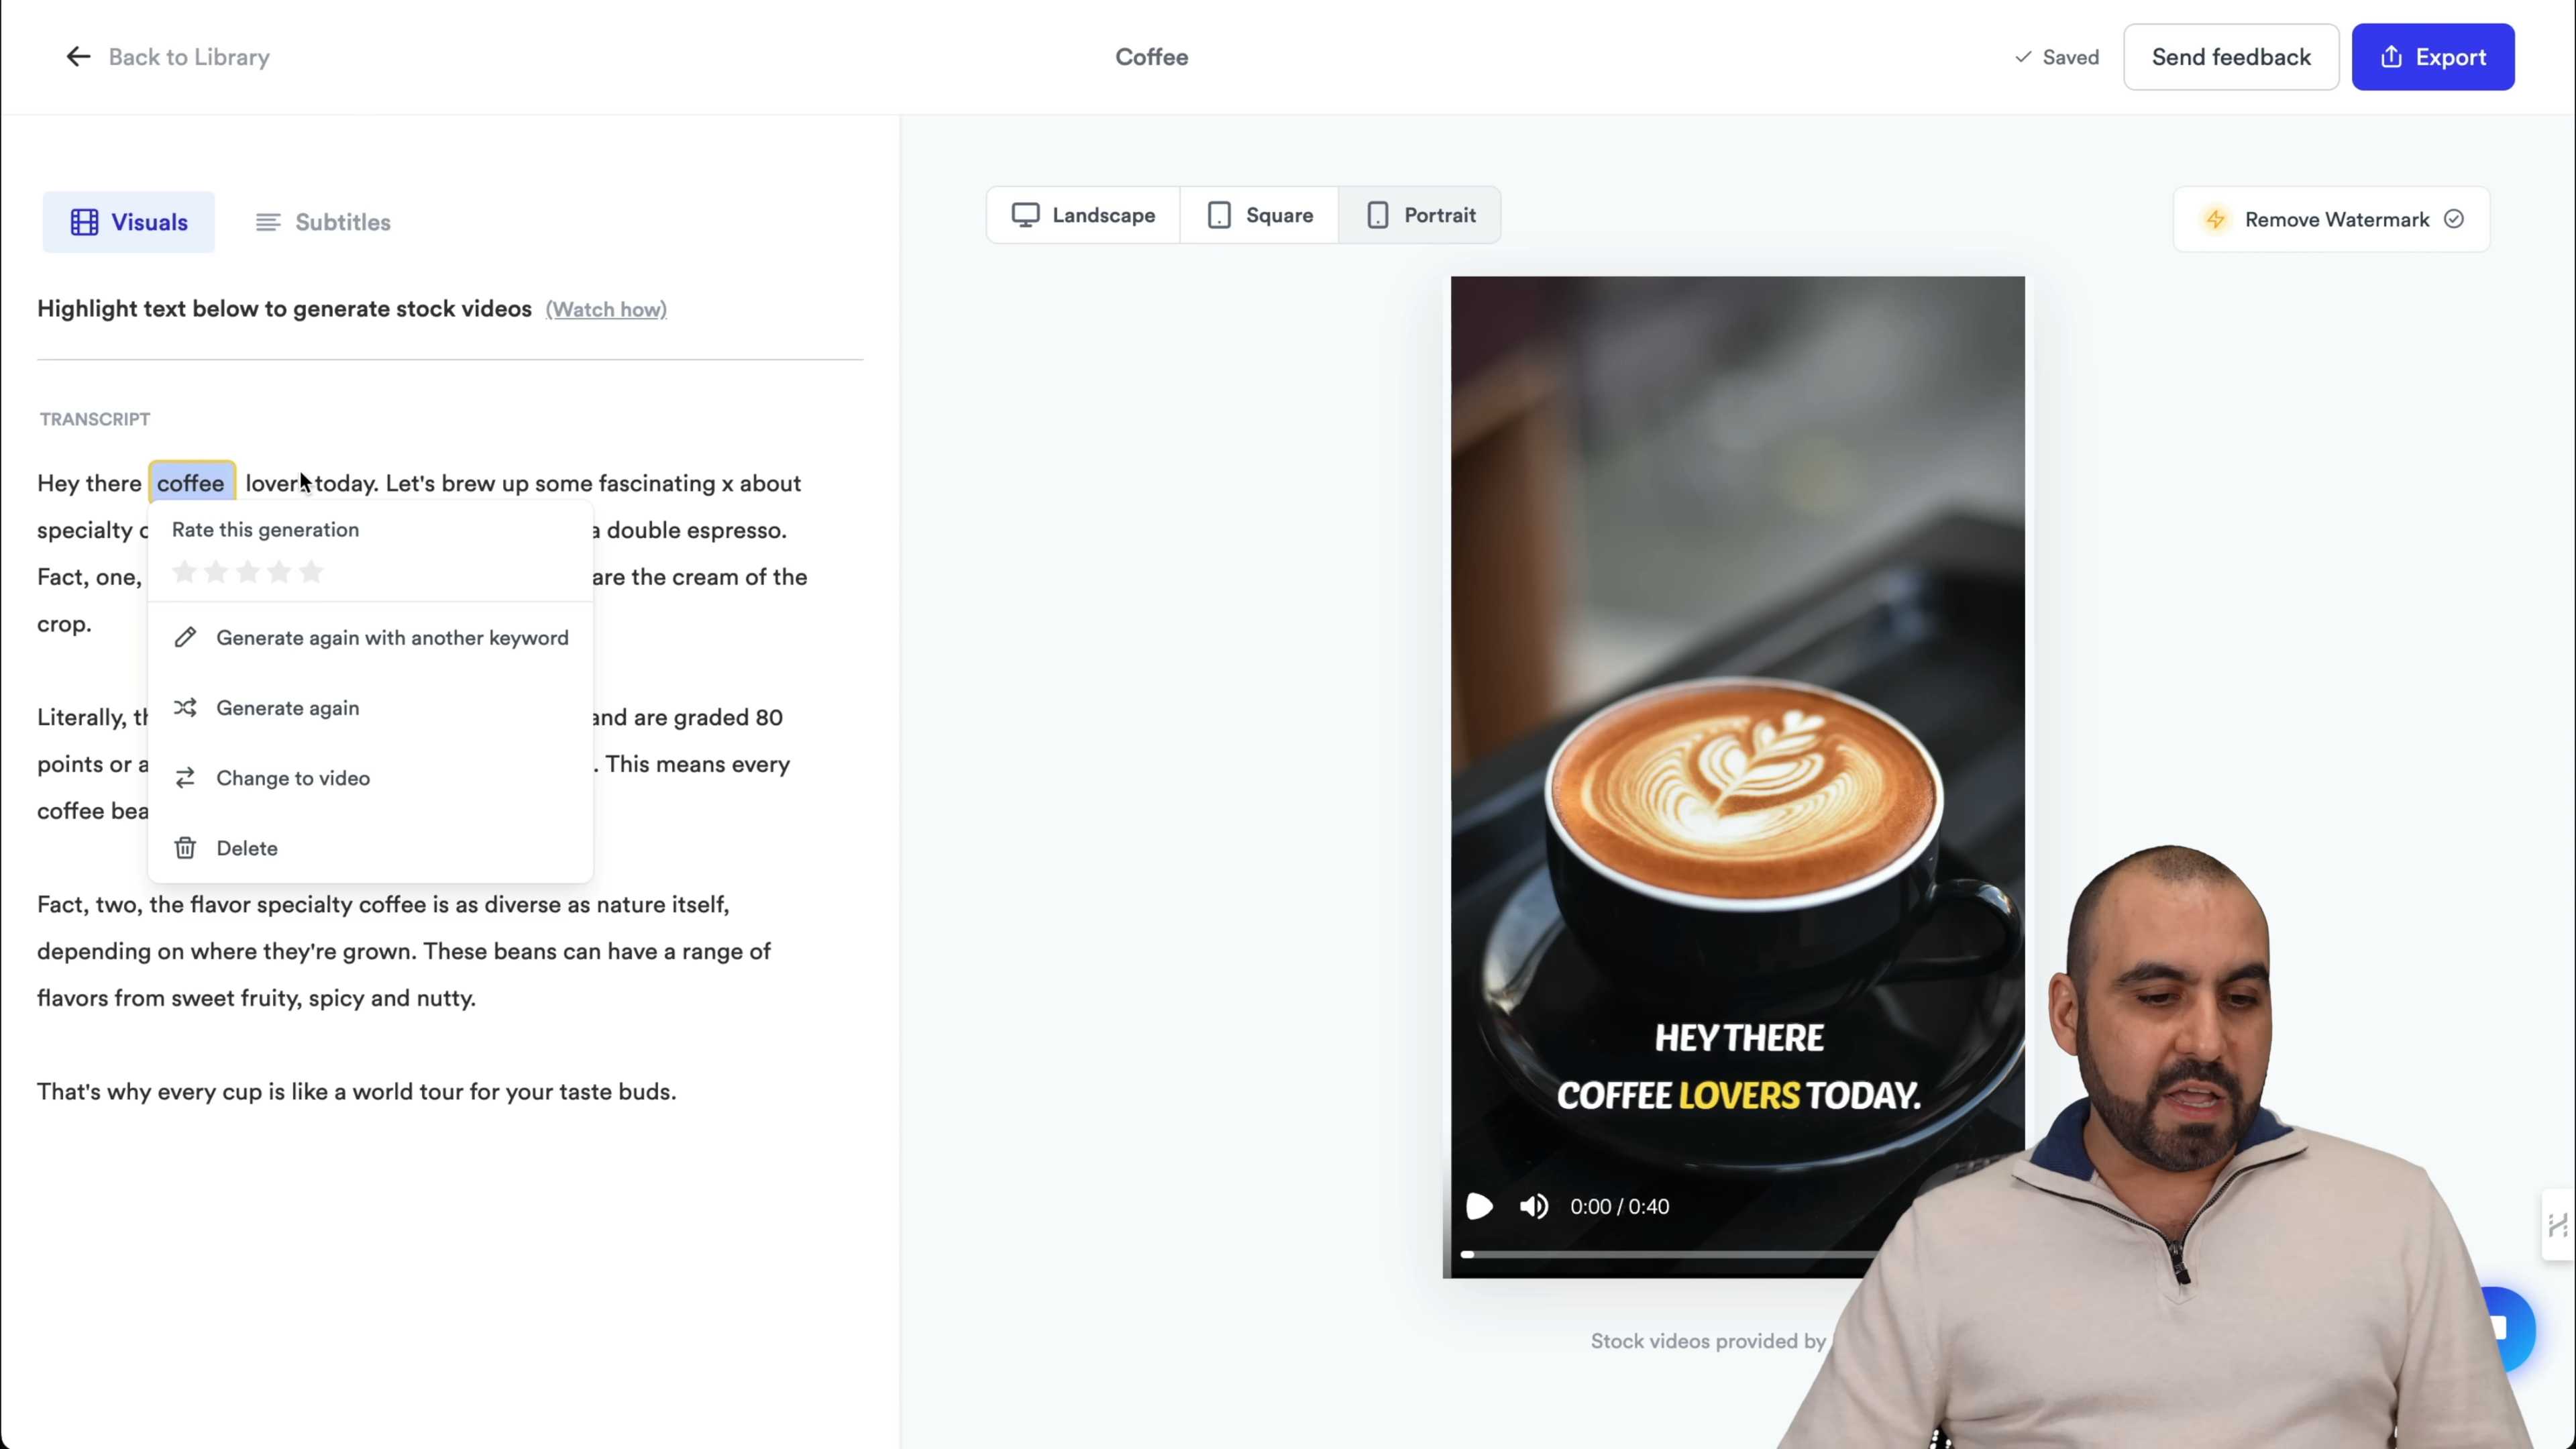 Back to Library
Coffee
Saved
Send feedback
Export
Visuals
Subtitles
Highlight text below to generate stock videos (Watch how)
TRANSCRIPT
Hey there coffee lovers today. Let's brew up some fascinating x about
specialty
a double espresso.
Fact, one,
are the cream of the
crop.
Literally,
and are graded 80
points or
. This means every
coffee
Rate this generation
Generate again with another keyword
Generate again
Change to video
Delete
Fact, two, the flavor specialty coffee is as diverse as nature itself,
depending on where they're grown. These beans can have a range of
flavors from sweet fruity, spicy and nutty.
That's why every cup is like a world tour for your taste buds.
Landscape
Square
Portrait
Remove Watermark
HEY THERE
COFFEE LOVERS TODAY.
0:00 / 0:40
Stock videos provided by